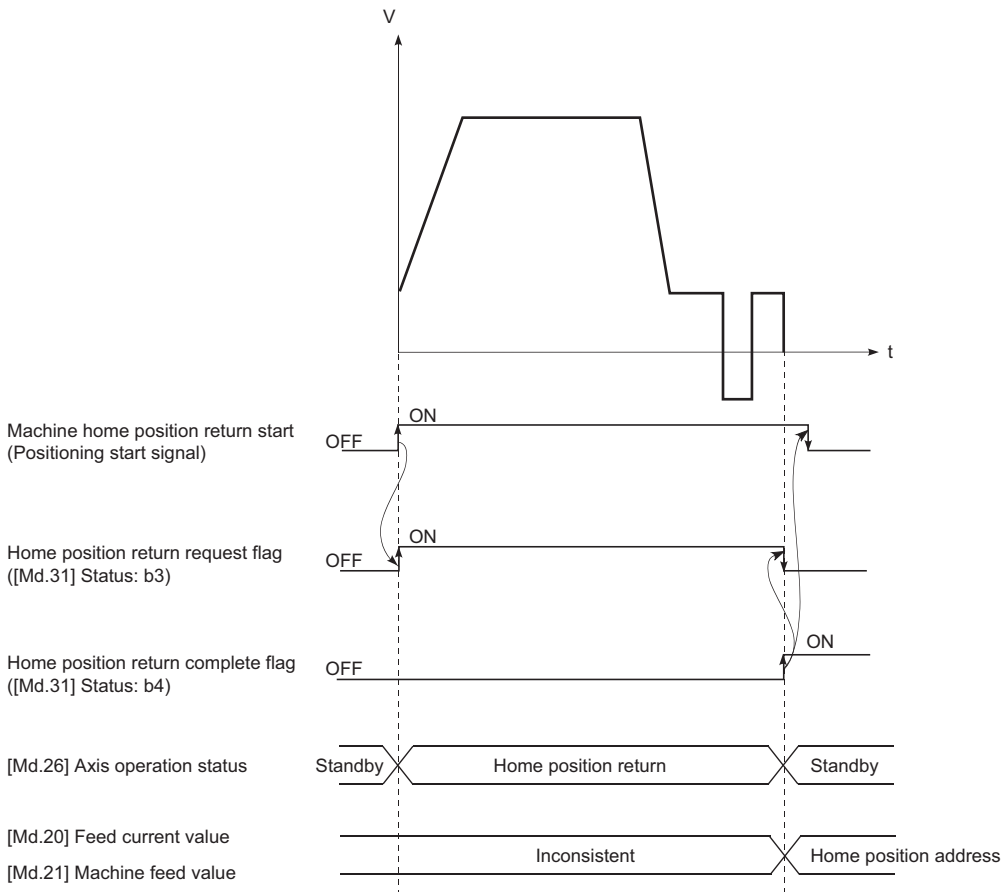 V
t
Machine home position return start
(Positioning start signal)
OFF
ON
Home position return request flag
([Md.31] Status: b3)
OFF
ON
Home position return complete flag
([Md.31] Status: b4)
OFF
ON
[Md.26] Axis operation status
Standby
Home position return
Standby
[Md.20] Feed current value
[Md.21] Machine feed value
Inconsistent
Home position address